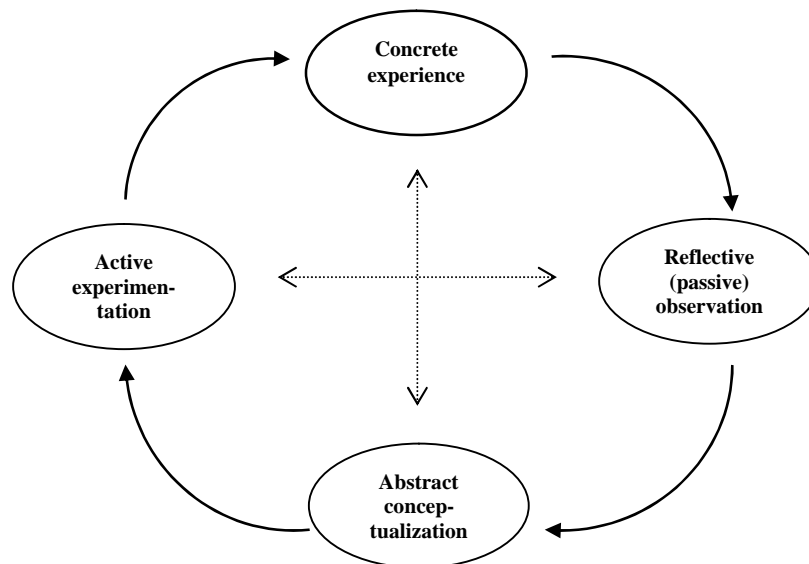 Concrete
experience
Reflective
(passive)
observation
Abstract
concep-
tualization
Active
experimen-
tation